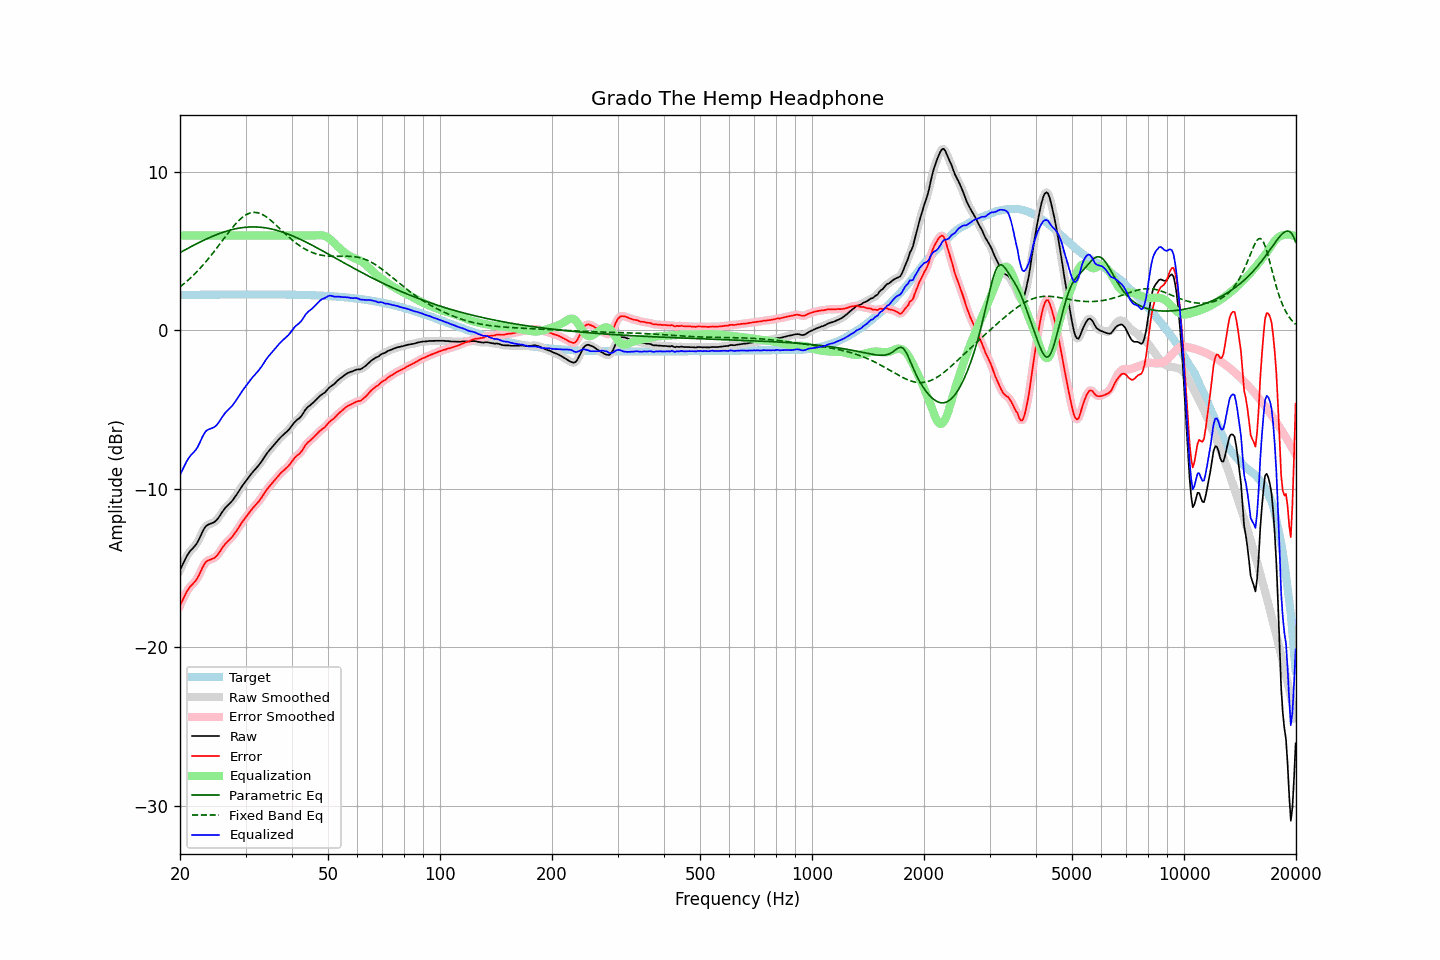 Grado The Hemp Headphone
10
0
−10
−20
−30
Amplitude (dBr)
Target
Raw Smoothed
Error Smoothed
Raw
Error
Equalization
Parametric Eq
Fixed Band Eq
Equalized
20 50 100 200 500 1000 2000 5000 10000 20000
Frequency (Hz)